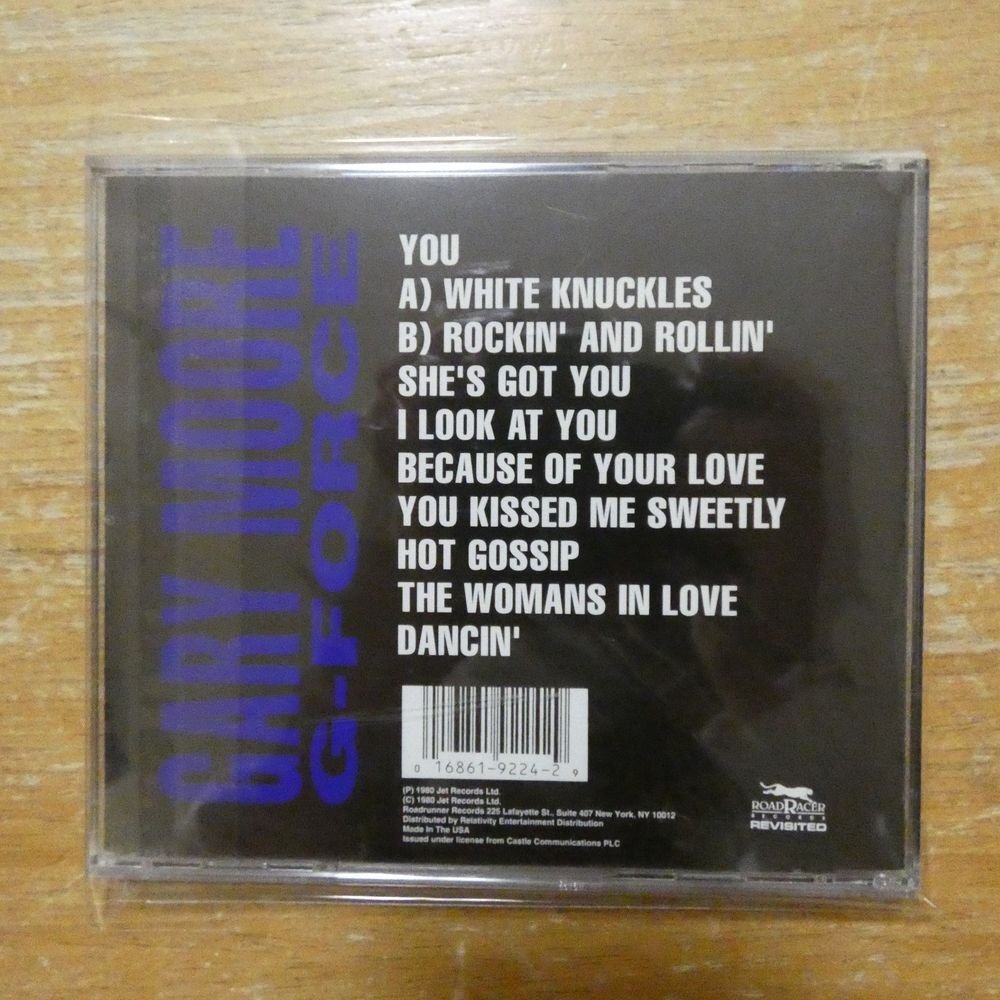 GARY MOORE
G-FORCE
YOU
A) WHITE KNUCKLES
B) ROCKIN' AND ROLLIN'
SHE'S GOT YOU
I LOOK AT YOU
BECAUSE OF YOUR LOVE
YOU KISSED ME SWEETLY
HOT GOSSIP
THE WOMANS IN LOVE
DANCIN'
0 16861-9224-2 9
(P) 1980 Jet Records Ltd.
(C) 1980 Jet Records Ltd.
Roadrunner Records 225 Lafayette St., Suite 407 New York, NY 10012
Distributed by Relativity Entertainment Distribution
Made In The USA
Issued under license from Castle Communications PLC
ROADRACER
RECORDS
REVISITED